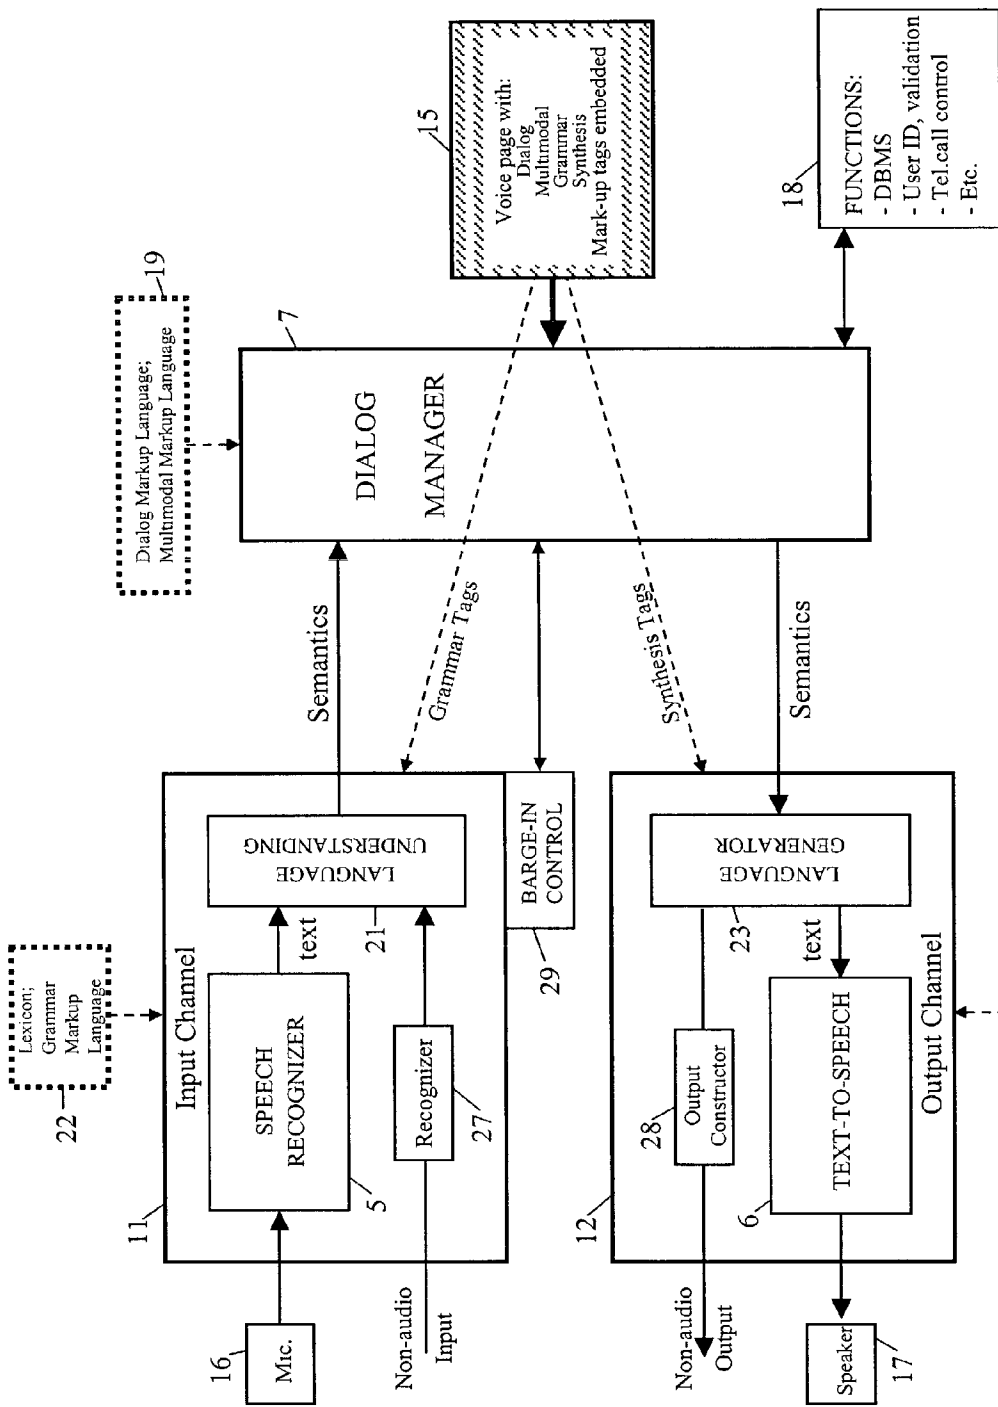 16
Mic.
Non-audio
Input
11
Input Channel
SPEECH
RECOGNIZER
5
text
Recognizer
27
LANGUAGE
UNDERSTANDING
21
22
Lexicon;
Grammar
Markup
Language
BARGE-IN
CONTROL
29
Semantics
Grammar Tags
19
Dialog Markup Language;
Multimodal Markup Language
7
DIALOG
MANAGER
15
Voice page with:
Dialog
Multimodal
Grammar
Synthesis
Mark-up tags embedded
18
FUNCTIONS:
- DBMS
- User ID, validation
- Tel.call control
- Etc.
Synthesis Tags
Semantics
12
LANGUAGE
GENERATOR
23
text
28
Output
Constructor
TEXT-TO-SPEECH
6
Output Channel
Non-audio
Output
Speaker
17